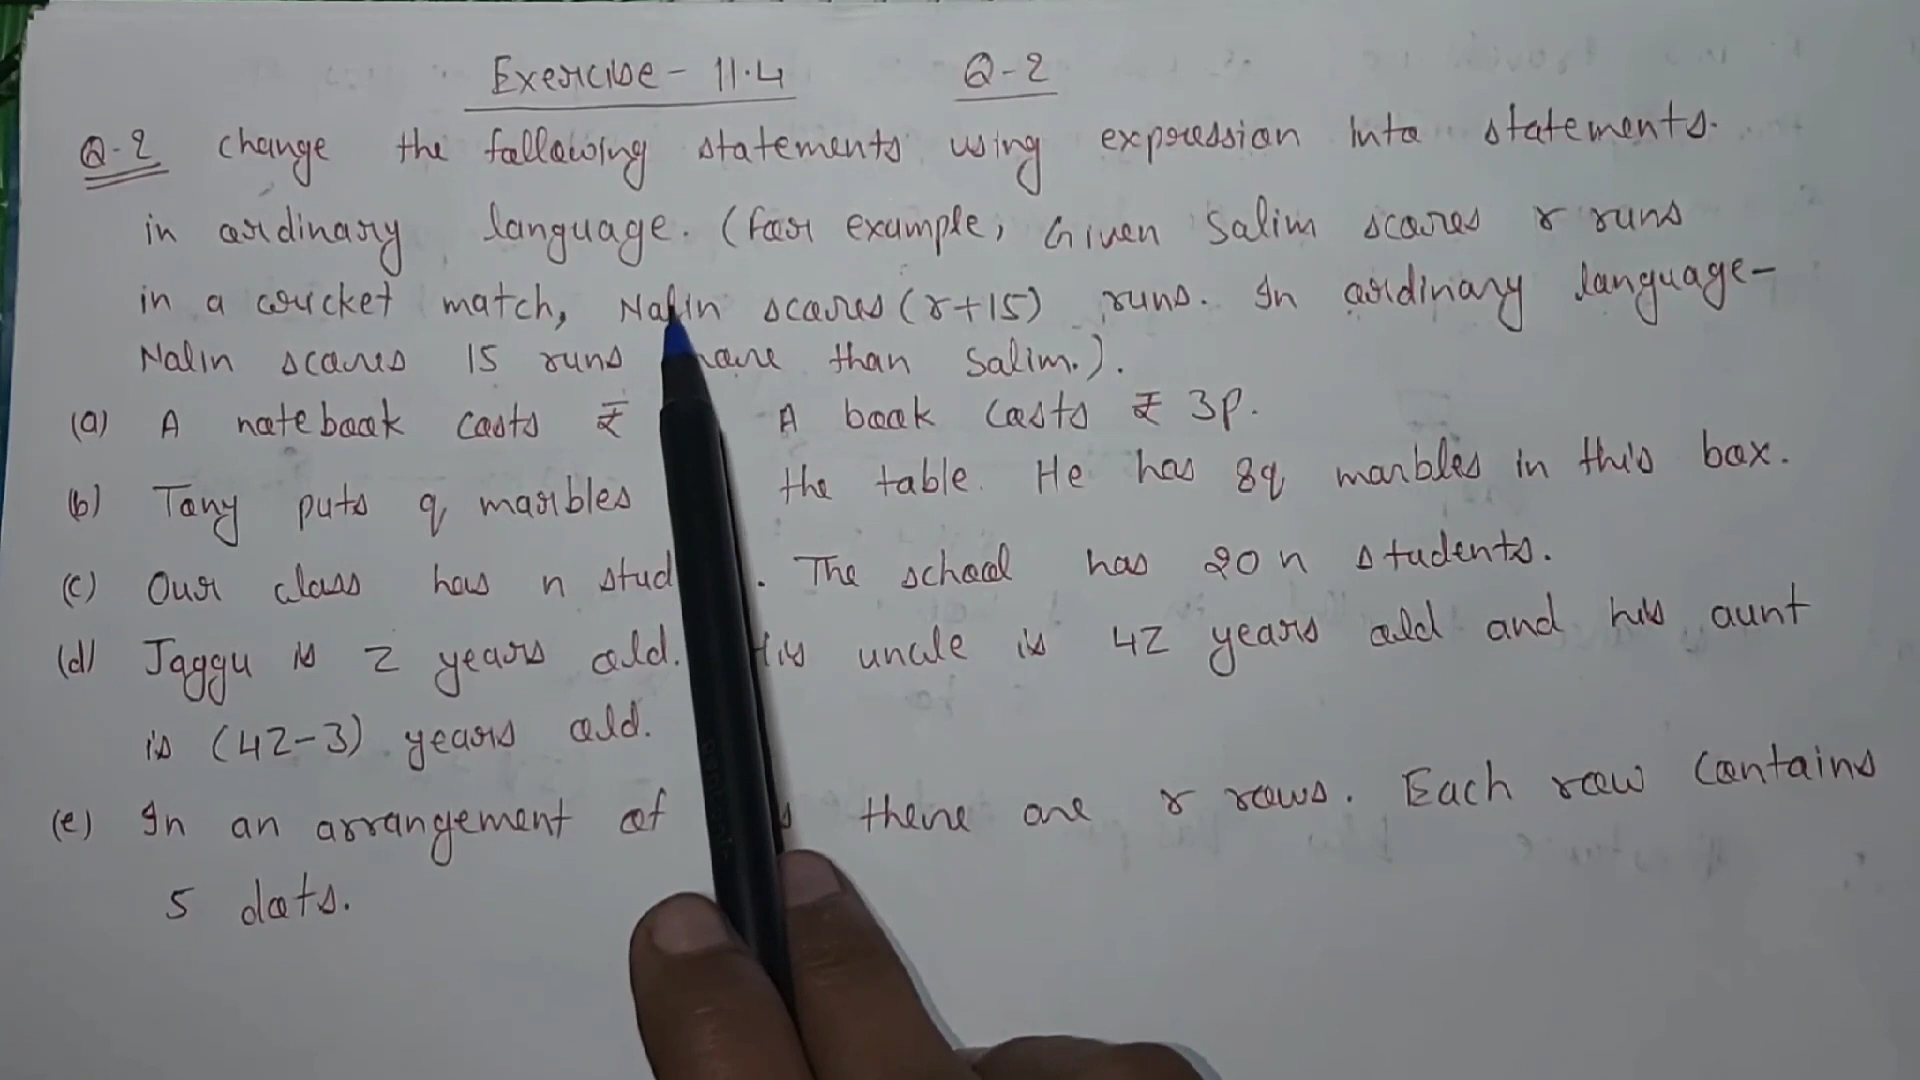 Exercise - 11.4 Q-2
Q-2 change the following statements using expression into statements.
in ordinary language. (for example, Given Salim scores r runs
in a cricket match, Nalin scores (r+15) runs. In ordinary language-
Nalin scores 15 runs more than Salim.).
(a) A notebook costs ₹ A book costs ₹ 3p.
(b) Tony puts q marbles the table. He has 8q marbles in this box.
(c) Our class has n stud . The school has 20n students.
(d) Jaggu is z years old. His uncle is 4z years old and his aunt
is (4z-3) years old.
(e) In an arrangement of there are r rows. Each row contains
5 dots.